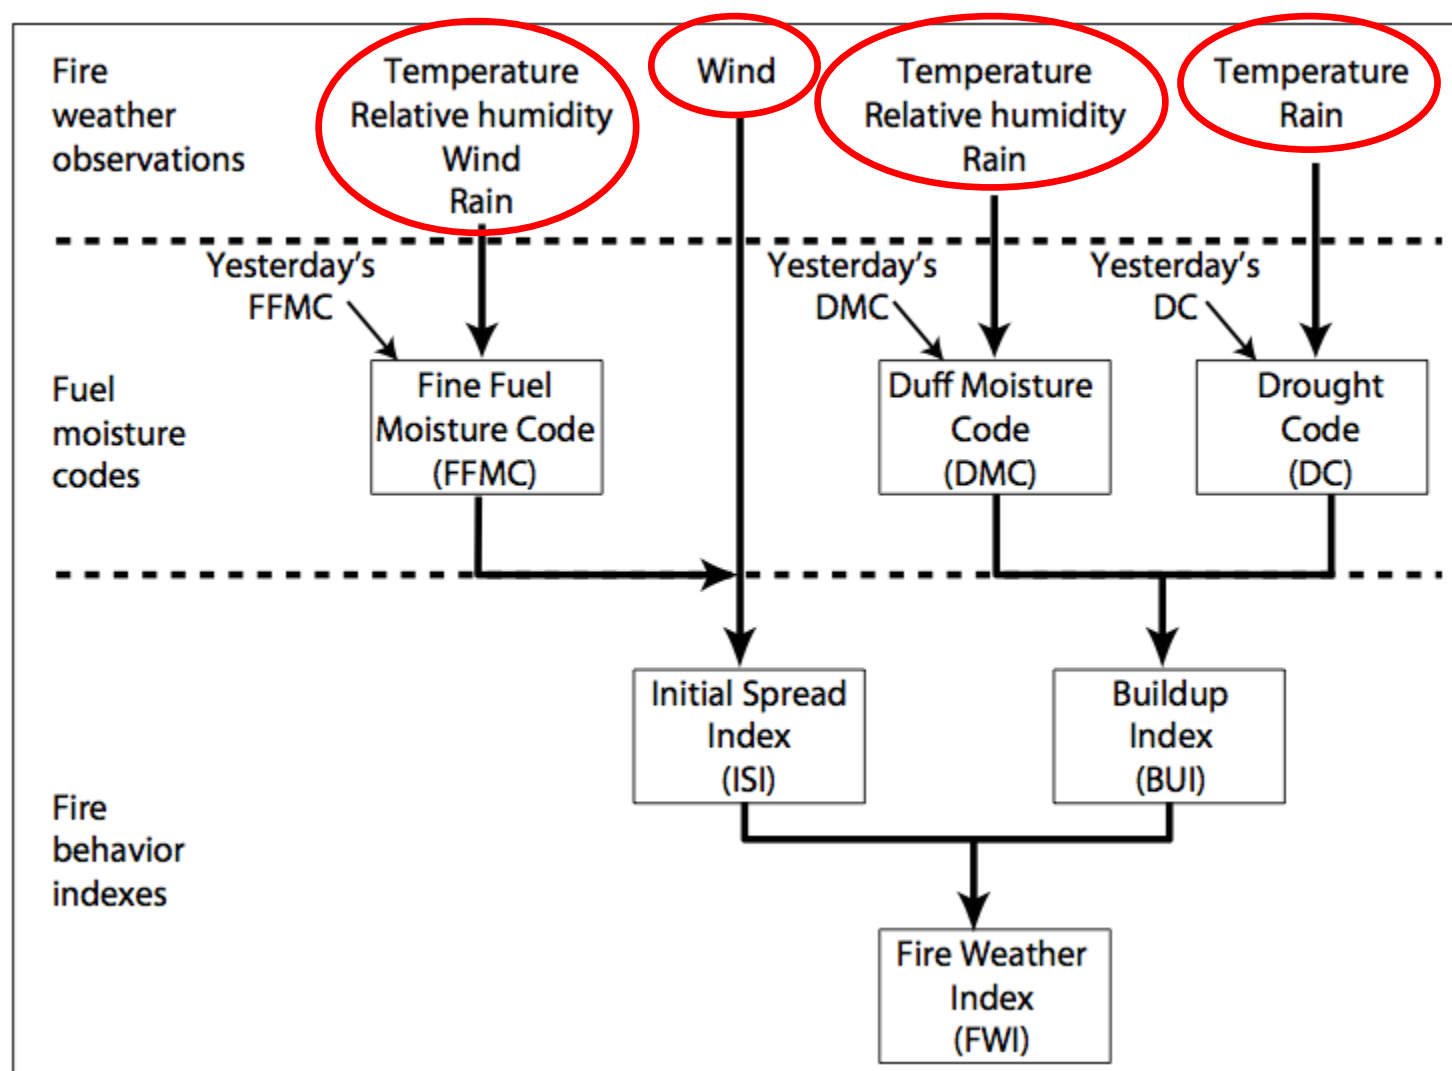 Fire
weather
observations
Temperature
Relative humidity
Wind
Rain
Wind
Temperature
Relative humidity
Rain
Temperature
Rain
Yesterday's
FFMC
Yesterday's
DMC
Yesterday's
DC
Fuel
moisture
codes
Fine Fuel
Moisture Code
(FFMC)
Duff Moisture
Code
(DMC)
Drought
Code
(DC)
Fire
behavior
indexes
Initial Spread
Index
(ISI)
Buildup
Index
(BUI)
Fire Weather
Index
(FWI)